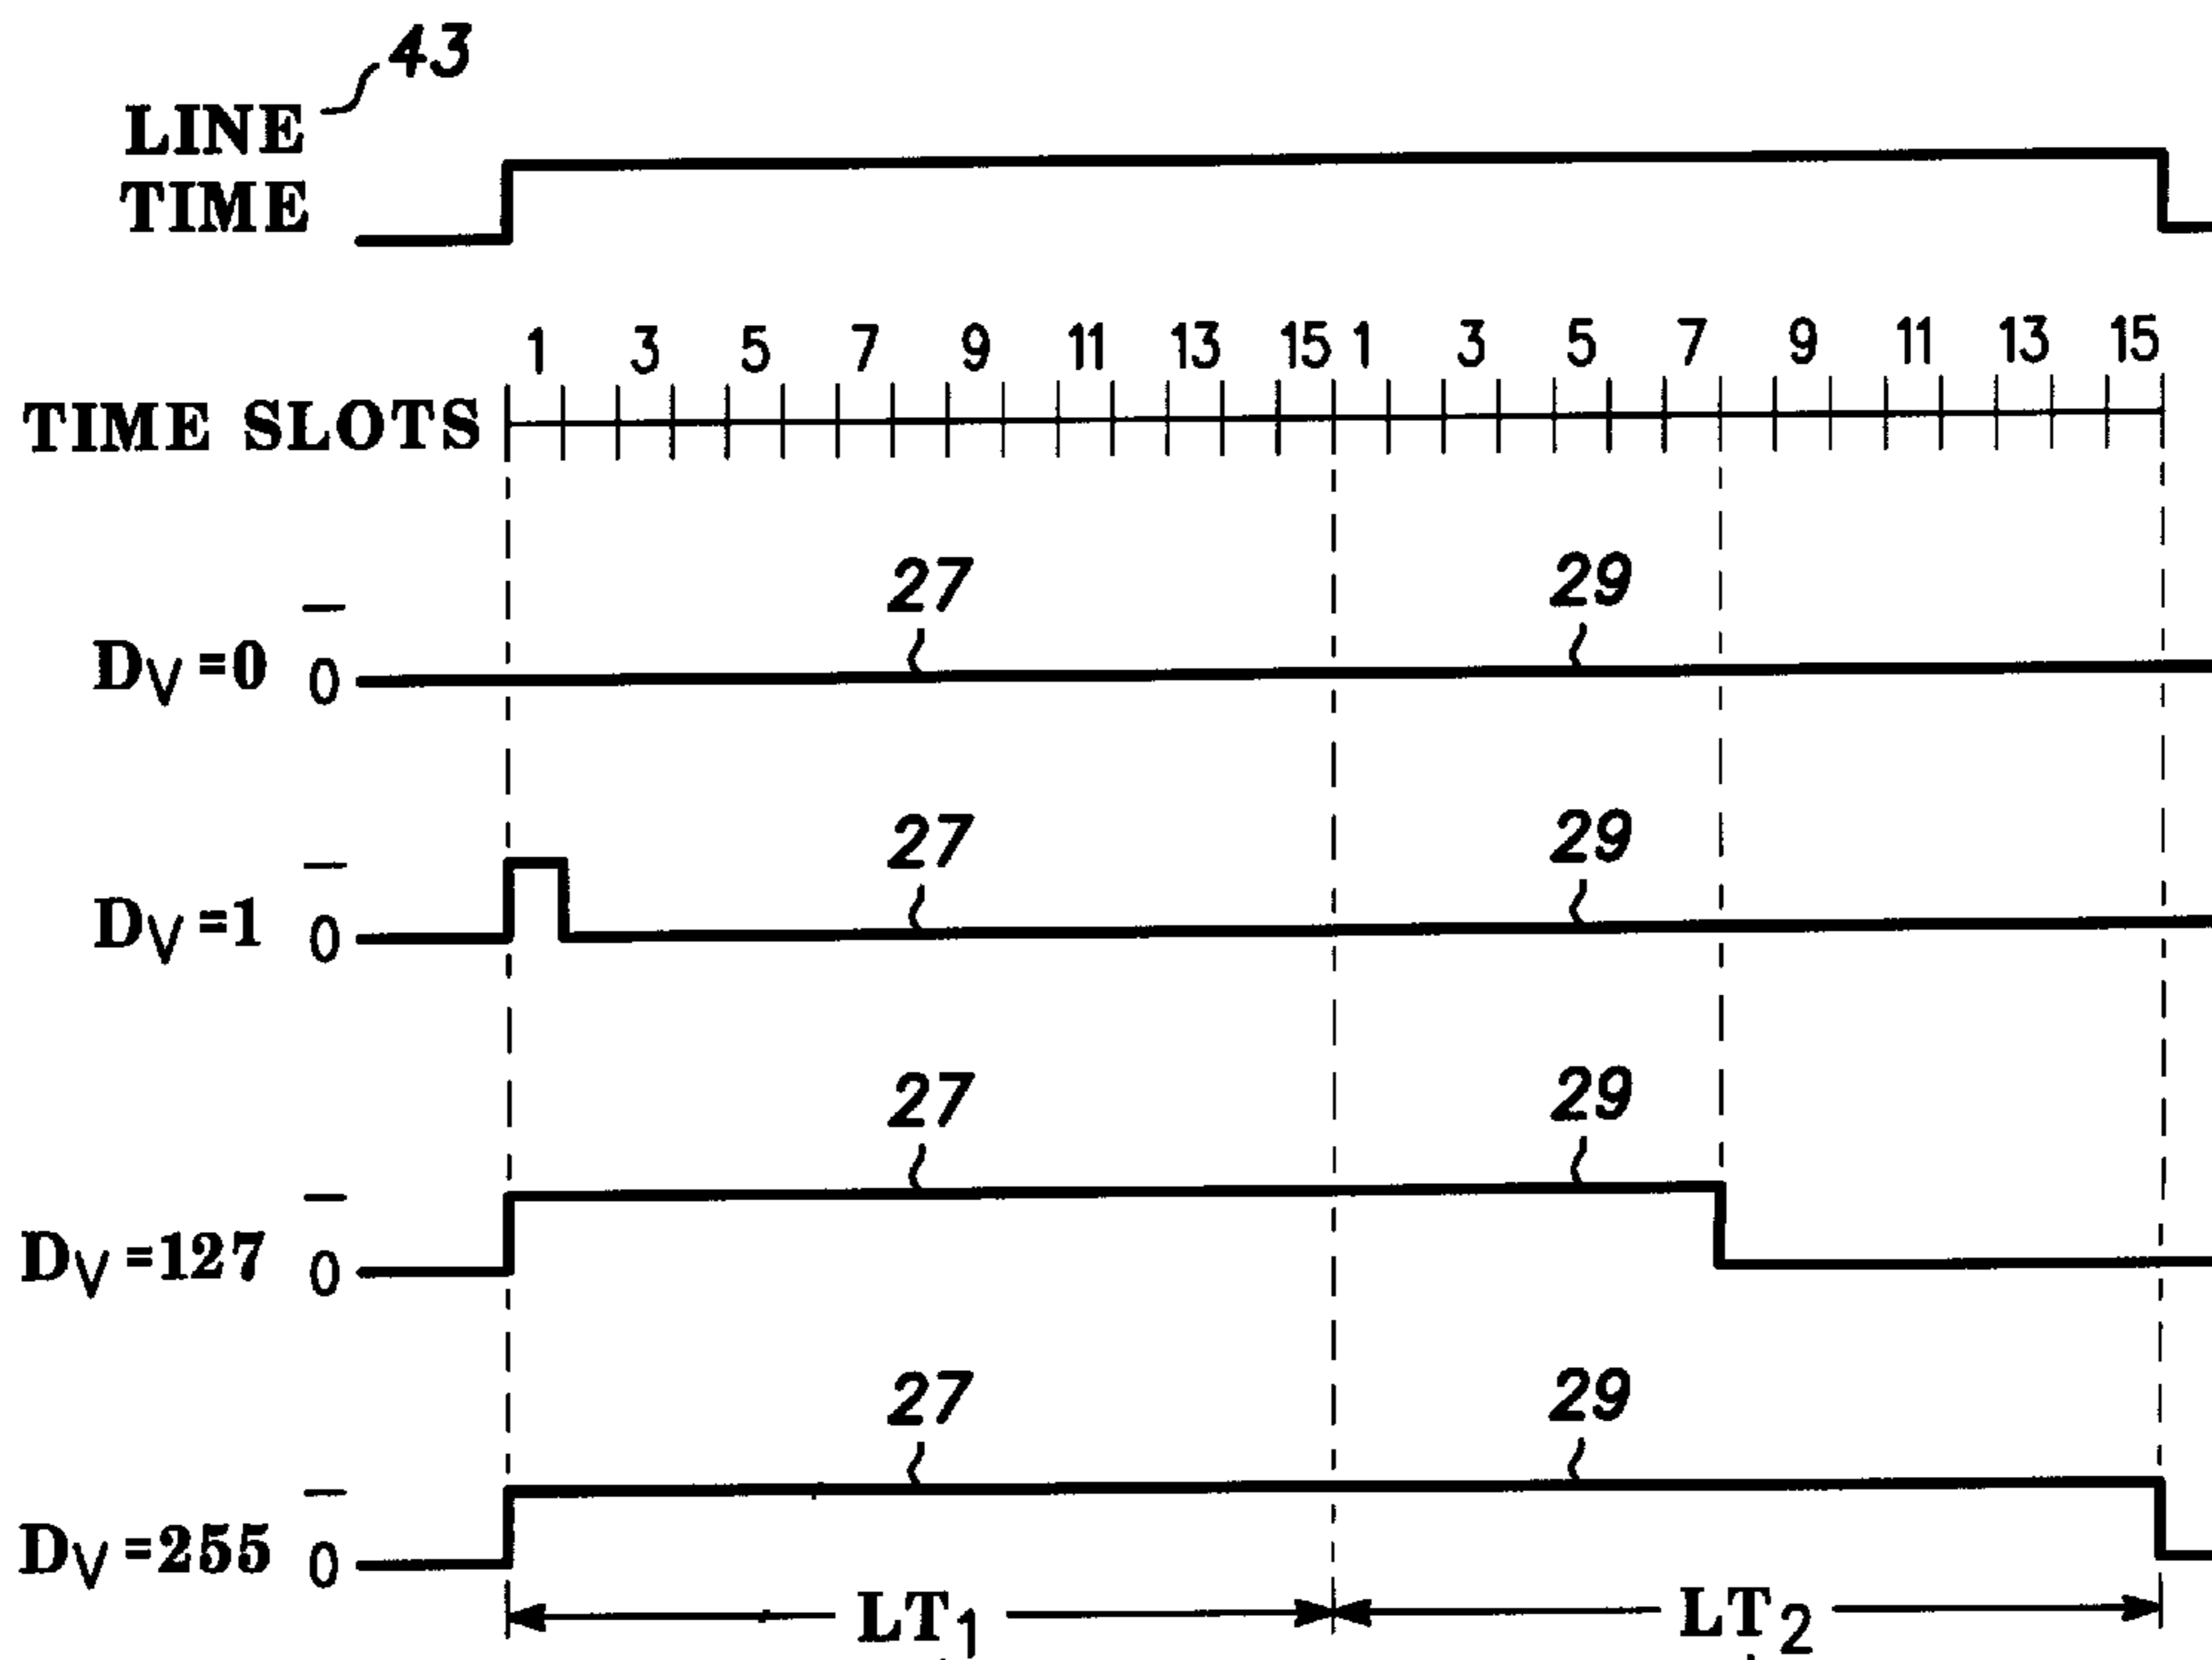 43
LINE
TIME
1 3 5 7 9 11 13 15 1 3 5 7 9 11 13 15
TIME SLOTS
27 29
DV=0 0
27 29
DV=1 0
27 29
DV=127 0
27 29
DV=255 0
LT1 LT2